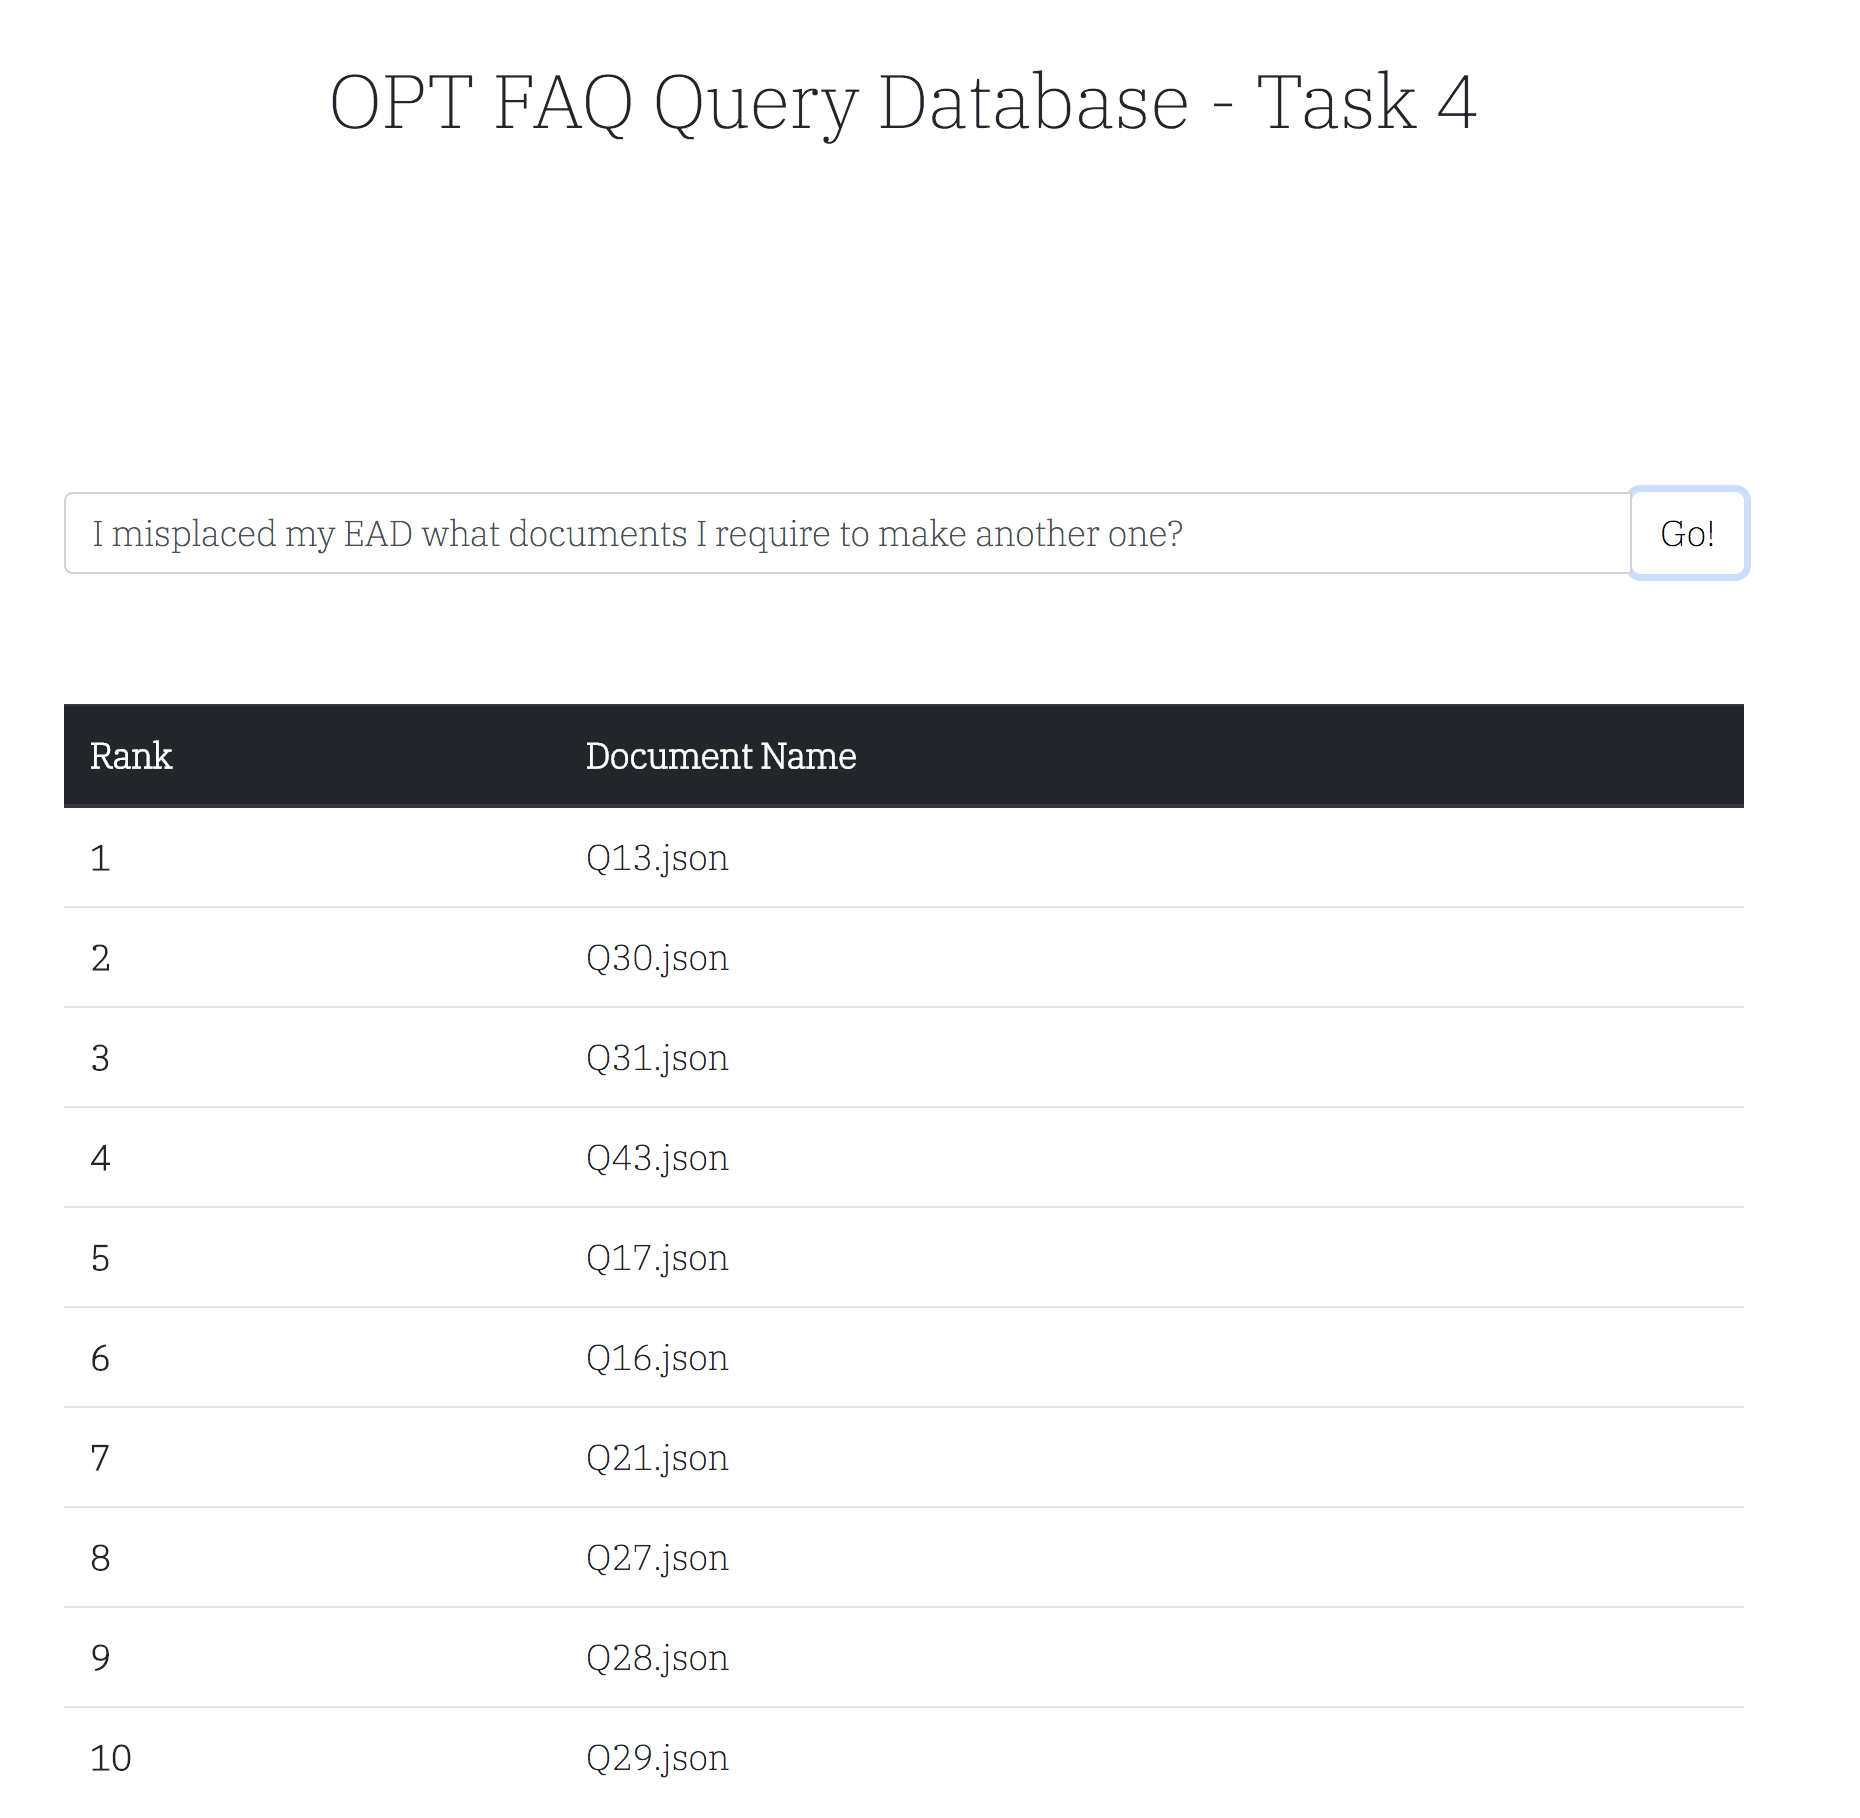 OPT FAQ Query Database - Task 4
I misplaced my EAD what documents I require to make another one? Go!
Rank Document Name
1 Q13.json
2 Q30.json
3 Q31.json
4 Q43.json
5 Q17.json
6 Q16.json
7 Q21.json
8 Q27.json
9 Q28.json
10 Q29.json